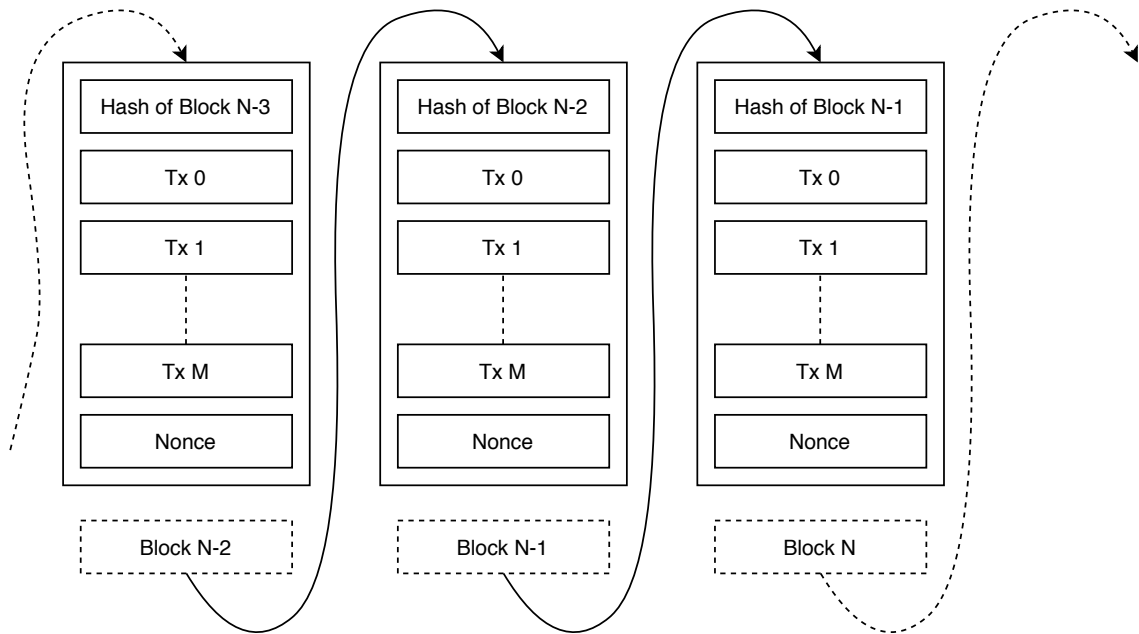 Hash of Block N-3
Tx 0
Tx 1
Tx M
Nonce
Block N-2
Hash of Block N-2
Tx 0
Tx 1
Tx M
Nonce
Block N-1
Hash of Block N-1
Tx 0
Tx 1
Tx M
Nonce
Block N